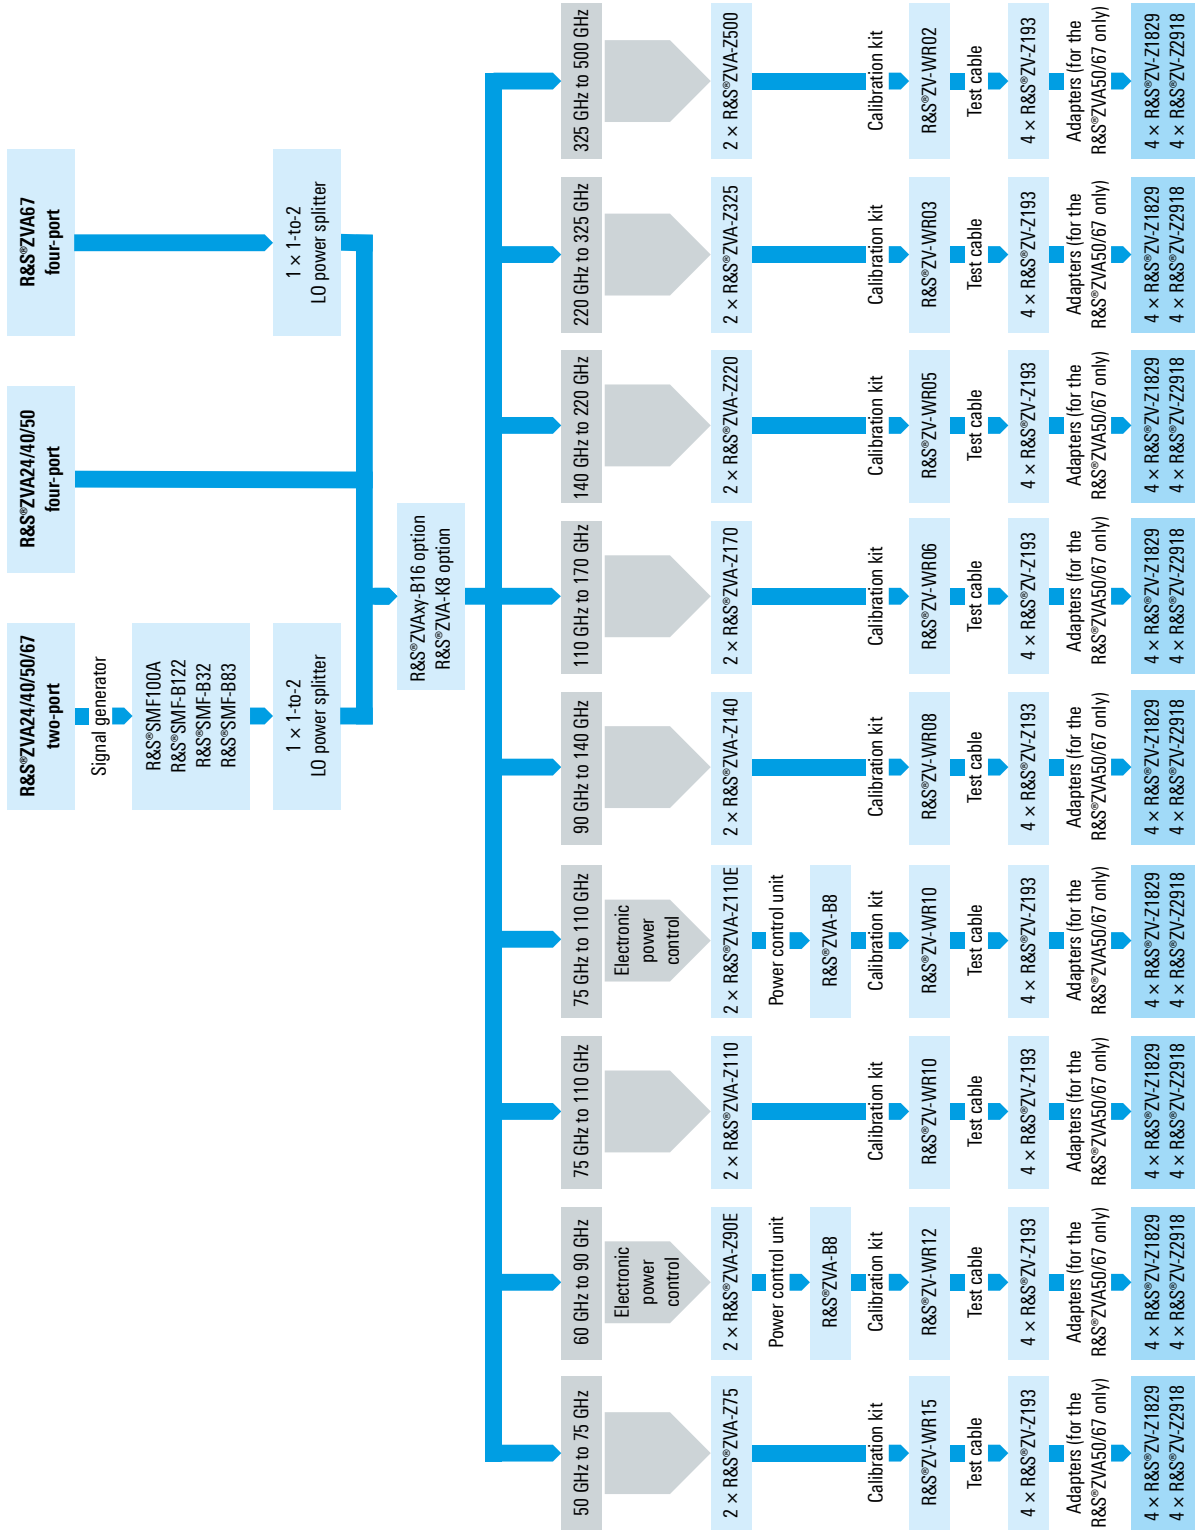 R&S®ZVA24/40/50/67
two-port
R&S®ZVA24/40/50
four-port
R&S®ZVA67
four-port
Signal generator
R&S®SMF100A
R&S®SMF-B122
R&S®SMF-B32
R&S®SMF-B83
1 × 1-to-2
LO power splitter
1 × 1-to-2
LO power splitter
R&S®ZVAxy-B16 option
R&S®ZVA-K8 option
50 GHz to 75 GHz
2 × R&S®ZVA-Z75
Calibration kit
R&S®ZV-WR15
Test cable
4 × R&S®ZV-Z193
Adapters (for the
R&S®ZVA50/67 only)
4 × R&S®ZV-Z1829
4 × R&S®ZV-Z2918
60 GHz to 90 GHz
Electronic
power
control
2 × R&S®ZVA-Z90E
Power control unit
R&S®ZVA-B8
Calibration kit
R&S®ZV-WR12
Test cable
4 × R&S®ZV-Z193
Adapters (for the
R&S®ZVA50/67 only)
4 × R&S®ZV-Z1829
4 × R&S®ZV-Z2918
75 GHz to 110 GHz
2 × R&S®ZVA-Z110
Calibration kit
R&S®ZV-WR10
Test cable
4 × R&S®ZV-Z193
Adapters (for the
R&S®ZVA50/67 only)
4 × R&S®ZV-Z1829
4 × R&S®ZV-Z2918
75 GHz to 110 GHz
Electronic
power
control
2 × R&S®ZVA-Z110E
Power control unit
R&S®ZVA-B8
Calibration kit
R&S®ZV-WR10
Test cable
4 × R&S®ZV-Z193
Adapters (for the
R&S®ZVA50/67 only)
4 × R&S®ZV-Z1829
4 × R&S®ZV-Z2918
90 GHz to 140 GHz
2 × R&S®ZVA-Z140
Calibration kit
R&S®ZV-WR08
Test cable
4 × R&S®ZV-Z193
Adapters (for the
R&S®ZVA50/67 only)
4 × R&S®ZV-Z1829
4 × R&S®ZV-Z2918
110 GHz to 170 GHz
2 × R&S®ZVA-Z170
Calibration kit
R&S®ZV-WR06
Test cable
4 × R&S®ZV-Z193
Adapters (for the
R&S®ZVA50/67 only)
4 × R&S®ZV-Z1829
4 × R&S®ZV-Z2918
140 GHz to 220 GHz
2 × R&S®ZVA-Z220
Calibration kit
R&S®ZV-WR05
Test cable
4 × R&S®ZV-Z193
Adapters (for the
R&S®ZVA50/67 only)
4 × R&S®ZV-Z1829
4 × R&S®ZV-Z2918
220 GHz to 325 GHz
2 × R&S®ZVA-Z325
Calibration kit
R&S®ZV-WR03
Test cable
4 × R&S®ZV-Z193
Adapters (for the
R&S®ZVA50/67 only)
4 × R&S®ZV-Z1829
4 × R&S®ZV-Z2918
325 GHz to 500 GHz
2 × R&S®ZVA-Z500
Calibration kit
R&S®ZV-WR02
Test cable
4 × R&S®ZV-Z193
Adapters (for the
R&S®ZVA50/67 only)
4 × R&S®ZV-Z1829
4 × R&S®ZV-Z2918